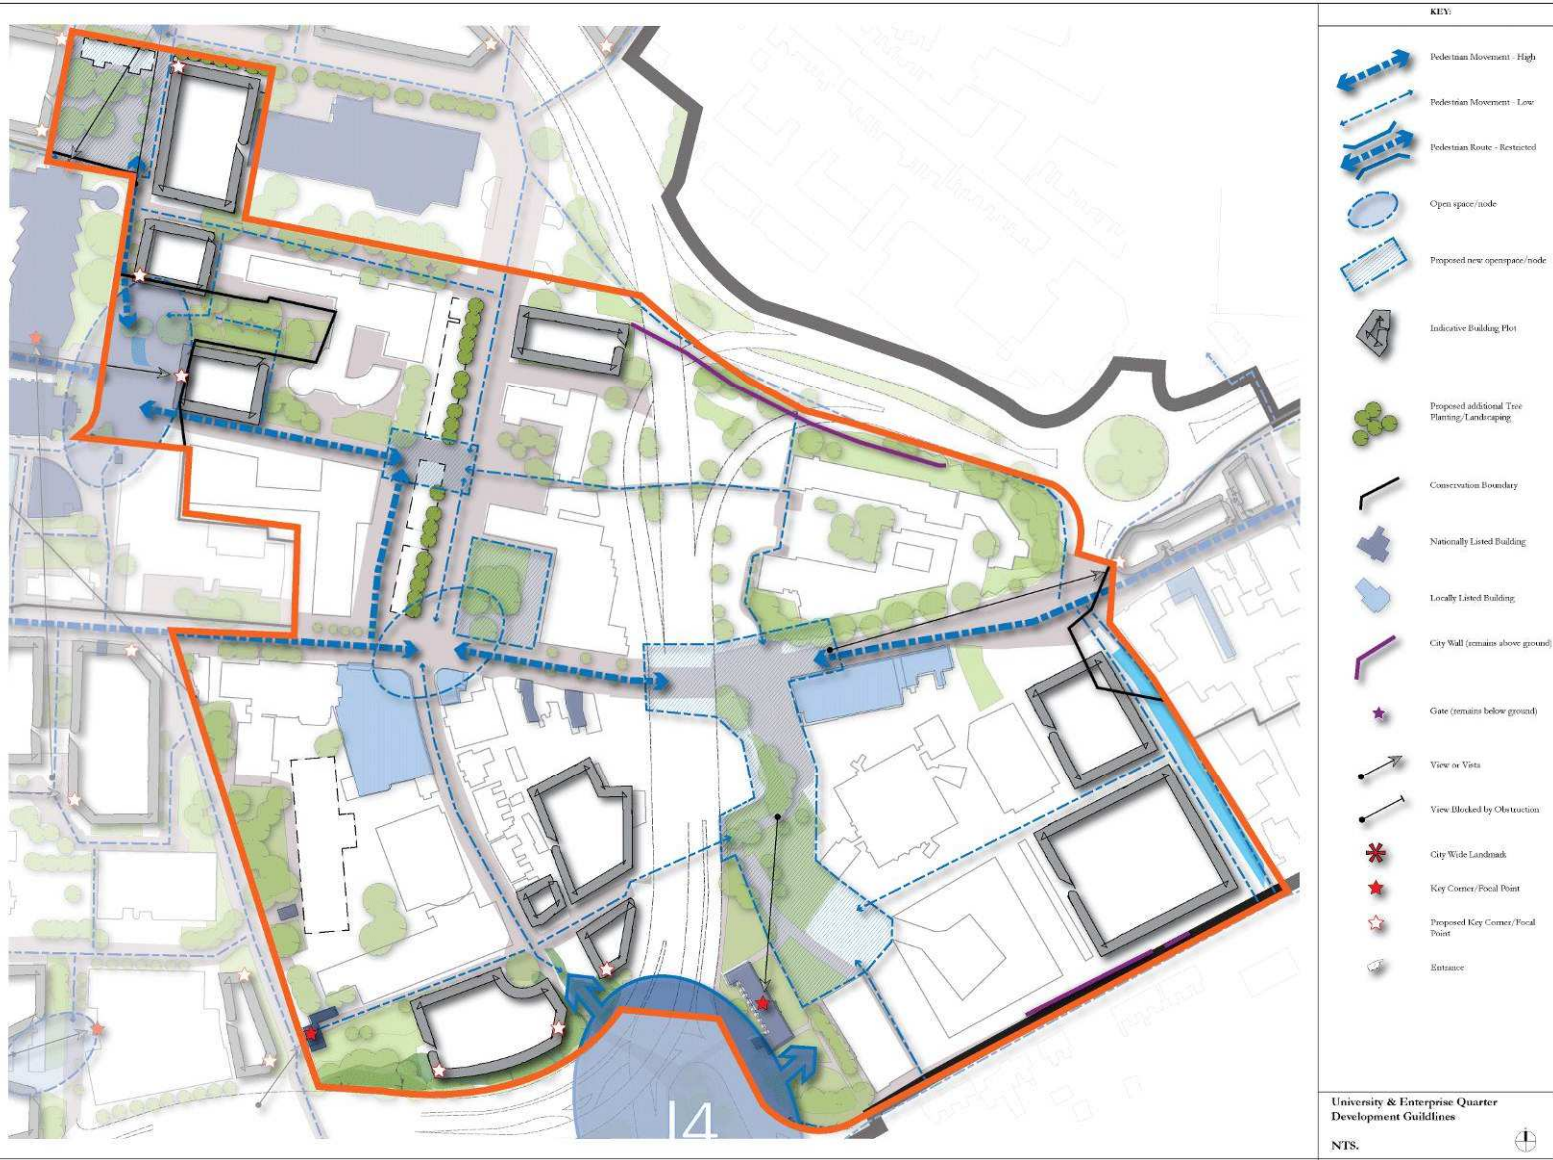 KEY:
Pedestrian Movement - High
Pedestrian Movement - Low
Pedestrian Route - Restricted
Open space/node
Proposed new openspace/node
Indicative Building Plot
Proposed additional Tree
Planting/Landscaping
Conservation Boundary
Nationally Listed Building
Locally Listed Building
City Wall (remains above ground)
Gate (remains below ground)
View or Vista
View Blocked by Obstruction
City Wide Landmark
Key Corner/Focal Point
Proposed Key Corner/Focal
Point
Entrance
J4
University & Enterprise Quarter
Development Guildlines
NTS.